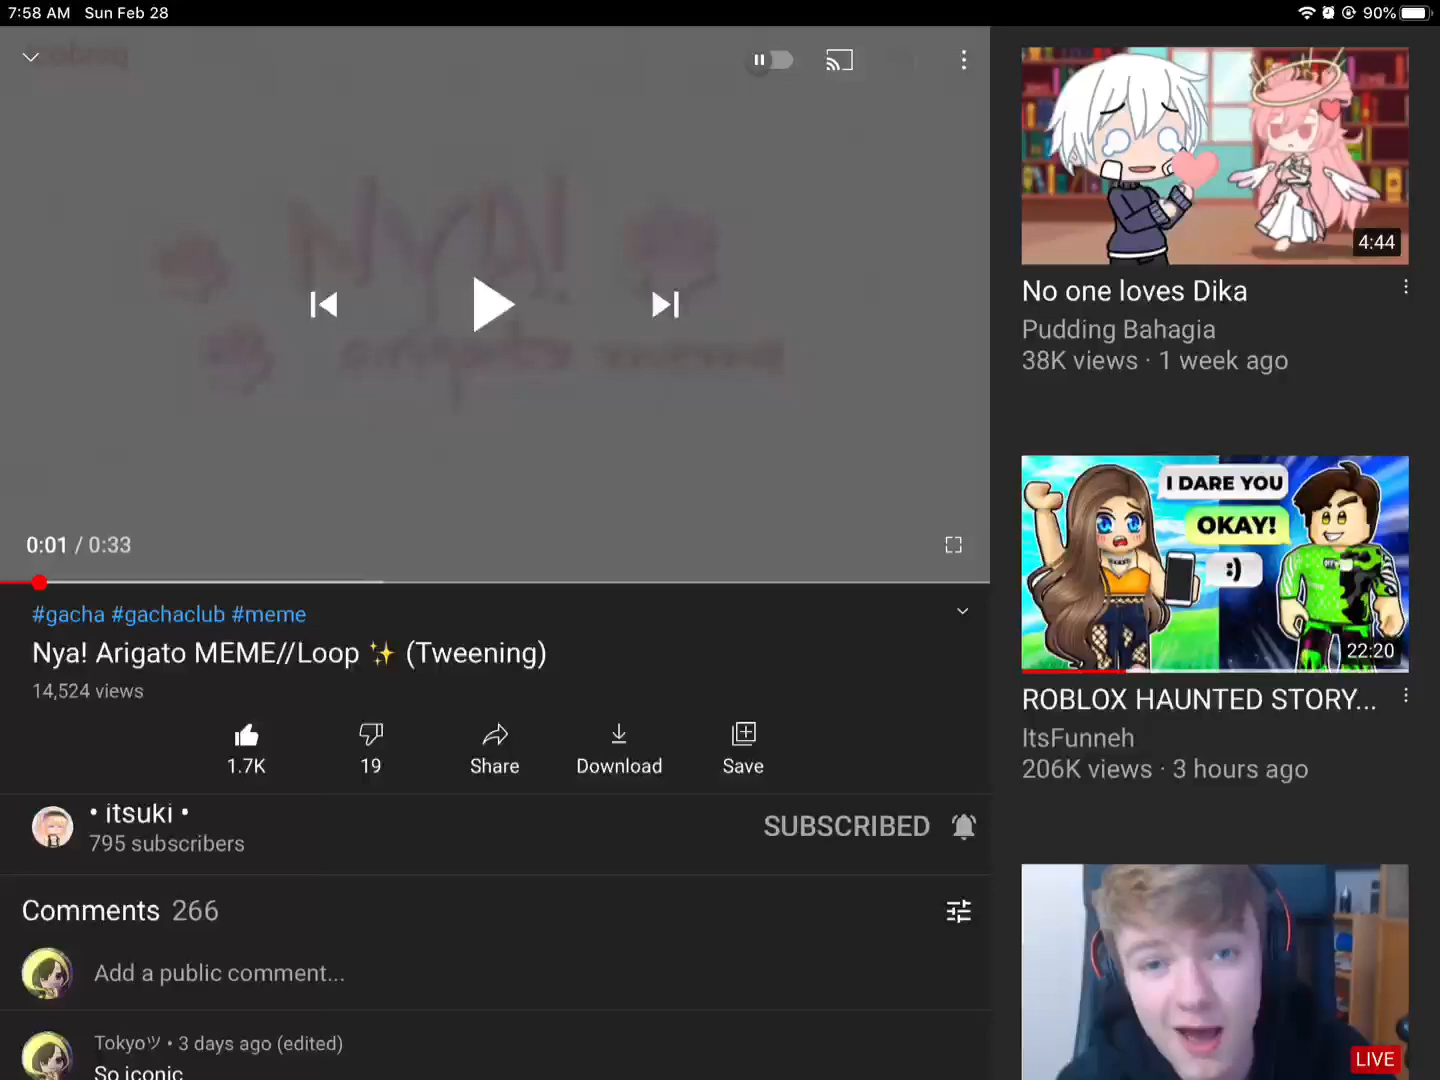 7:58 AM Sun Feb 28
90%
NYA!
arigato meme
0:01 / 0:33
#gacha #gachaclub #meme
Nya! Arigato MEME//Loop ✨ (Tweening)
14,524 views
1.7K
19
Share
Download
Save
• itsuki •
795 subscribers
SUBSCRIBED
Comments 266
Add a public comment...
Tokyoツ • 3 days ago (edited)
So iconic
4:44
No one loves Dika
Pudding Bahagia
38K views · 1 week ago
I DARE YOU
OKAY!
:)
22:20
ROBLOX HAUNTED STORY...
ItsFunneh
206K views · 3 hours ago
LIVE